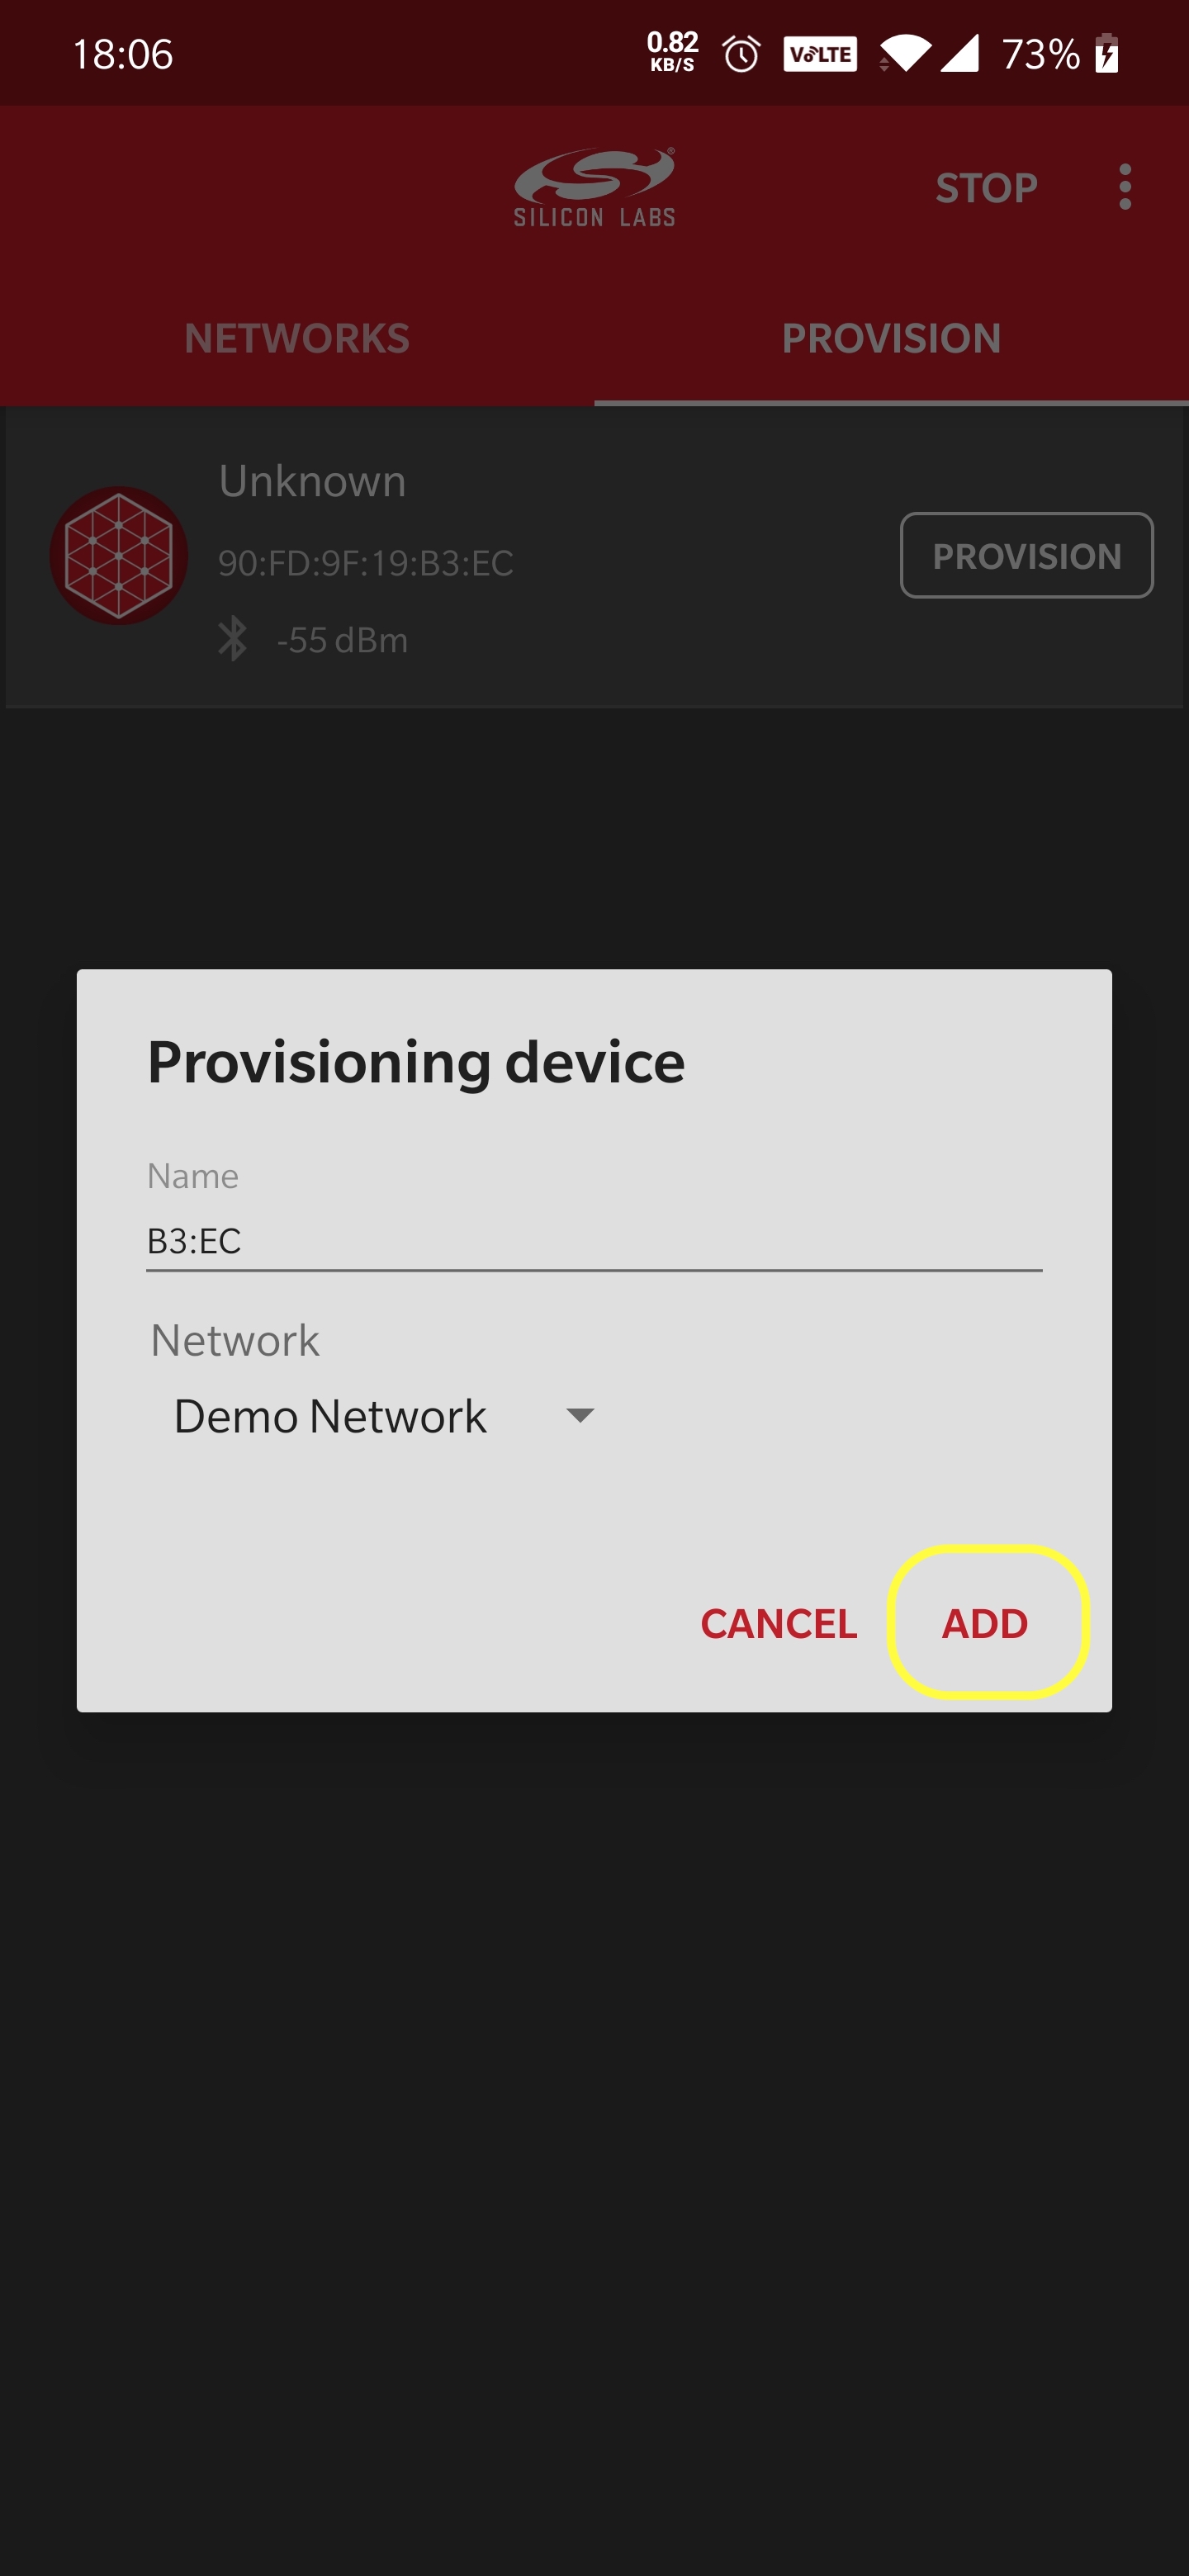 18:06
0.82
KB/S
VoLTE
73%
SILICON LABS
®
STOP
NETWORKS
PROVISION
Unknown
90:FD:9F:19:B3:EC
PROVISION
-55 dBm
Provisioning device
Name
B3:EC
Network
Demo Network
CANCEL
ADD